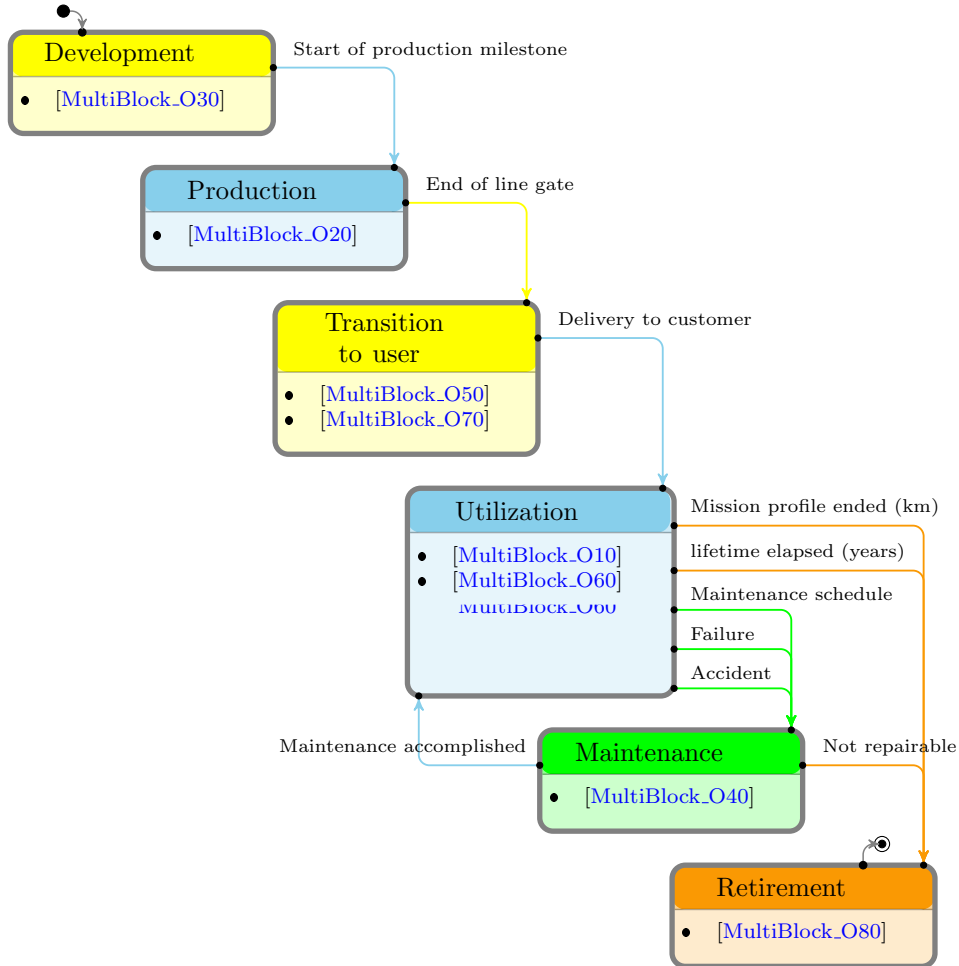 Development
Start of production milestone
• [MultiBlock_O30]
Production
End of line gate
• [MultiBlock_O20]
Transition
to user
Delivery to customer
• [MultiBlock_O50]
• [MultiBlock_O70]
Utilization
Mission profile ended (km)
• [MultiBlock_O10]
lifetime elapsed (years)
• [MultiBlock_O60]
Maintenance schedule
MultiBlock_O60
Failure
Accident
Maintenance accomplished
Maintenance
Not repairable
• [MultiBlock_O40]
Retirement
• [MultiBlock_O80]